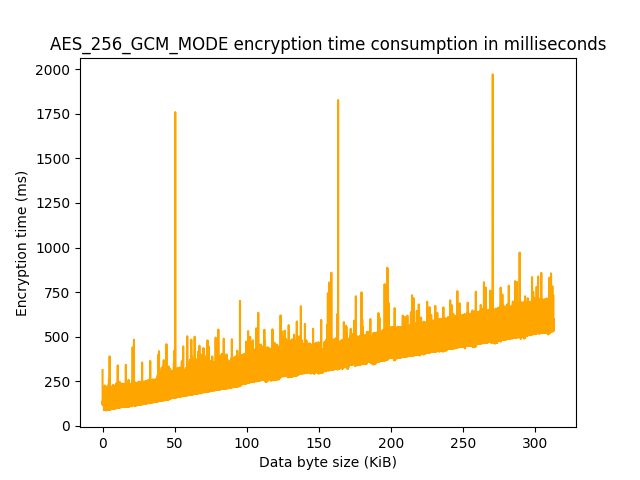 AES_256_GCM_MODE encryption time consumption in milliseconds
2000
1750
1500
1250
1000
750
500
250
0
Encryption time (ms)
0 50 100 150 200 250 300
Data byte size (KiB)